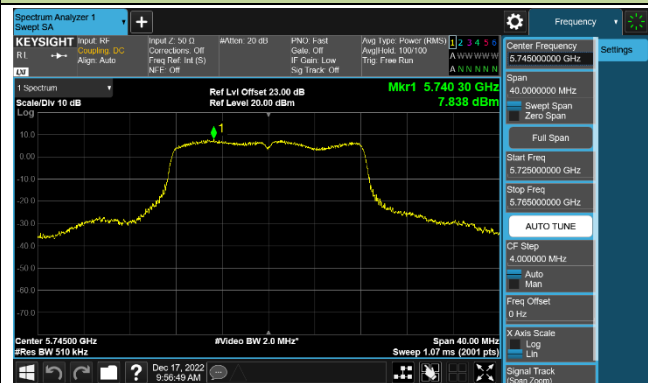 Spectrum Analyzer 1
Swept SA
Frequency
KEYSIGHT
Input: RF
Coupling: DC
Align: Auto
RL
LXI
Input Z: 50 Ω
Corrections: Off
Freq Ref: Int (S)
NFE: Off
#Atten: 20 dB
PNO: Fast
Gate: Off
IF Gain: Low
Sig Track: Off
Avg Type: Power (RMS)
Avg|Hold: 100/100
Trig: Free Run
1 2 3 4 5 6
A W W W W W
A N N N N N
Center Frequency
5.745000000 GHz
Settings
Span
40.0000000 MHz
Swept Span
Zero Span
Full Span
Start Freq
5.725000000 GHz
Stop Freq
5.765000000 GHz
AUTO TUNE
CF Step
4.000000 MHz
Auto
Man
Freq Offset
0 Hz
X Axis Scale
Log
Lin
Signal Track
(Span Zoom)
1 Spectrum
Scale/Div 10 dB
Log
Ref Lvl Offset 23.00 dB
Ref Level 20.00 dBm
Mkr1 5.740 30 GHz
7.838 dBm
1
10.0
0.00
-10.0
-20.0
-30.0
-40.0
-50.0
-60.0
-70.0
Center 5.74500 GHz
#Res BW 510 kHz
#Video BW 2.0 MHz*
Span 40.00 MHz
Sweep 1.07 ms (2001 pts)
Dec 17, 2022
9:56:49 AM